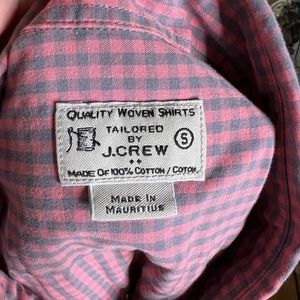 QUALITY WOVEN SHIRTS
TAILORED
BY
J.CREW
S
MADE OF 100% COTTON / COTON
MADE IN
MAURITIUS